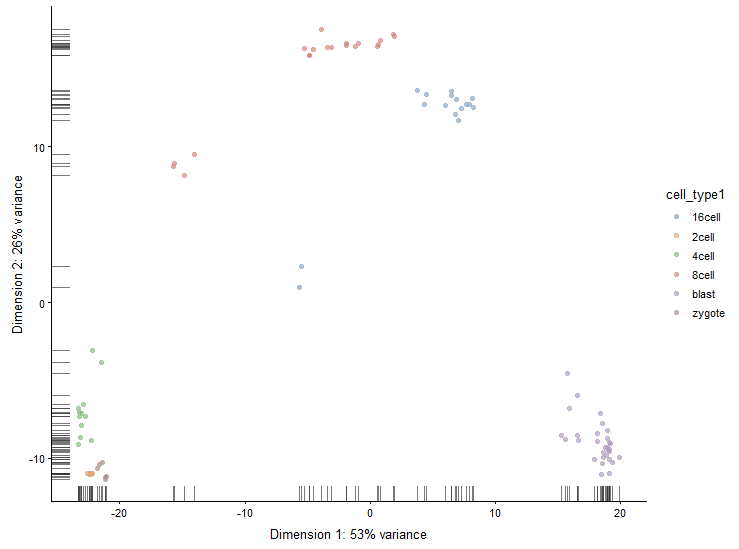 10
0
-10
-20
-10
0
10
20
Dimension 2: 26% variance
Dimension 1: 53% variance
cell_type1
16cell
2cell
4cell
8cell
blast
zygote